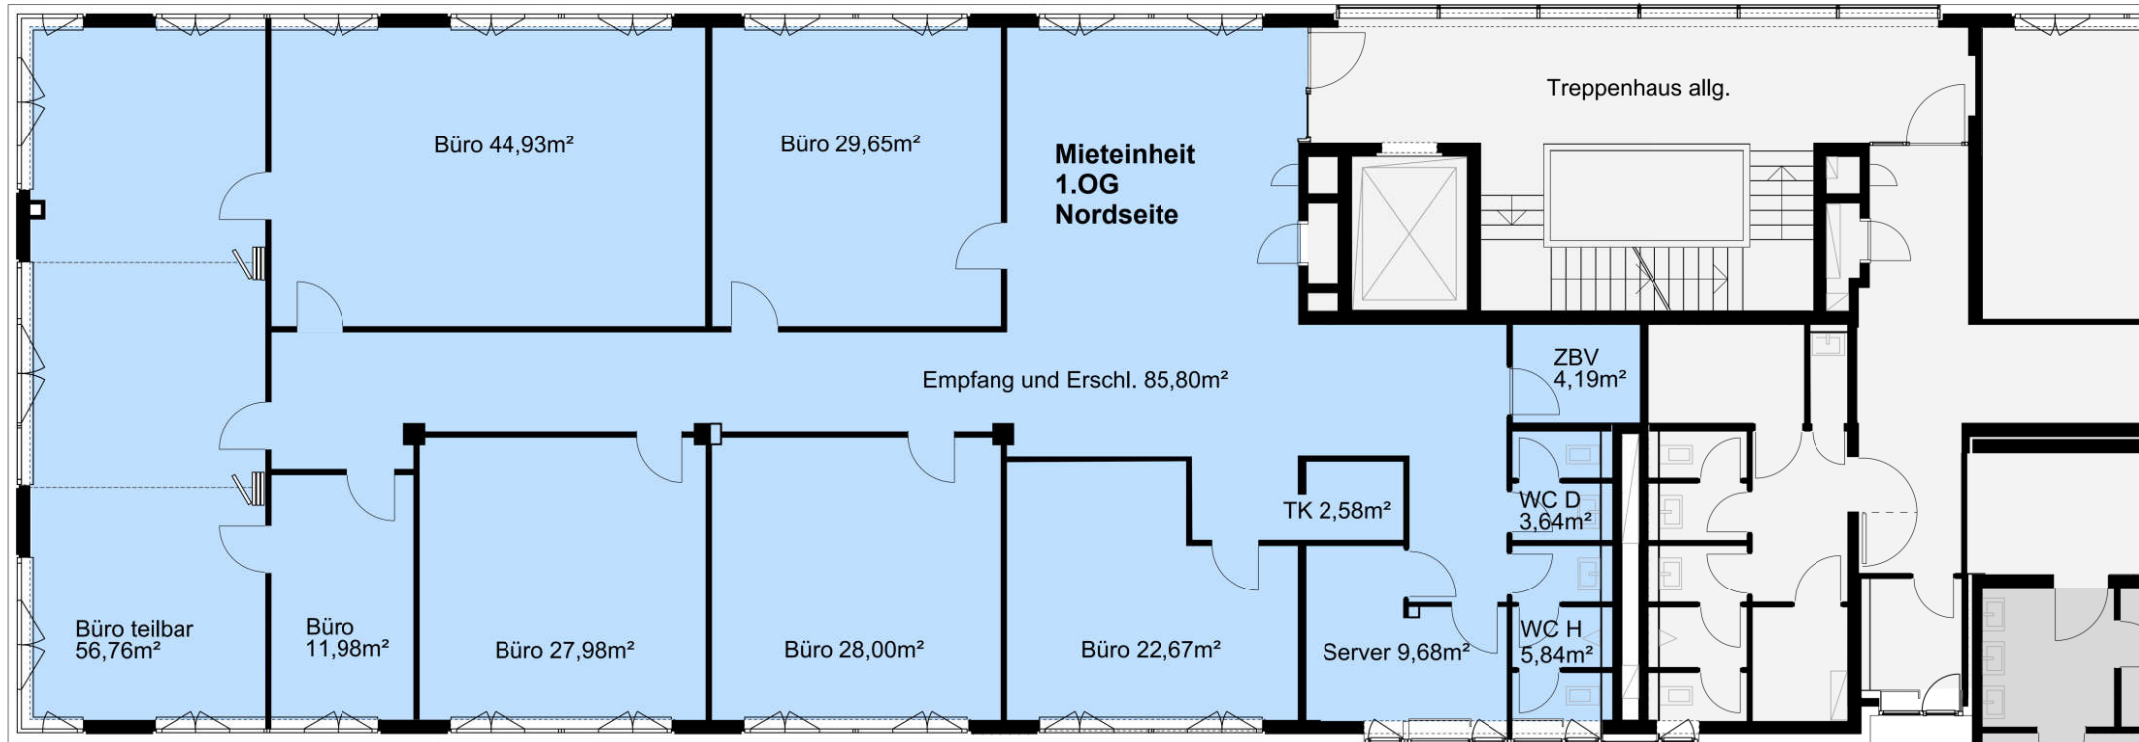 Treppenhaus allg.
Büro 44,93m²
Büro 29,65m²
Mieteinheit
1.OG
Nordseite
Empfang und Erschl. 85,80m²
ZBV
4,19m²
TK 2,58m²
WC D
3,64m²
Büro teilbar
56,76m²
Büro
11,98m²
Büro 27,98m²
Büro 28,00m²
Büro 22,67m²
Server 9,68m²
WC H
5,84m²